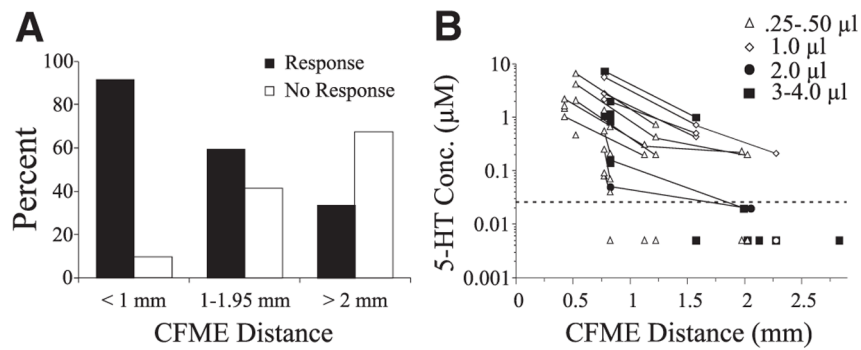 A
Percent
100
80
60
40
20
0
Response
No Response
< 1 mm
1-1.95 mm
> 2 mm
CFME Distance
B
5-HT Conc. (µM)
10
1
0.1
0.01
0.001
.25-.50 µl
1.0 µl
2.0 µl
3-4.0 µl
0
0.5
1
1.5
2
2.5
CFME Distance (mm)